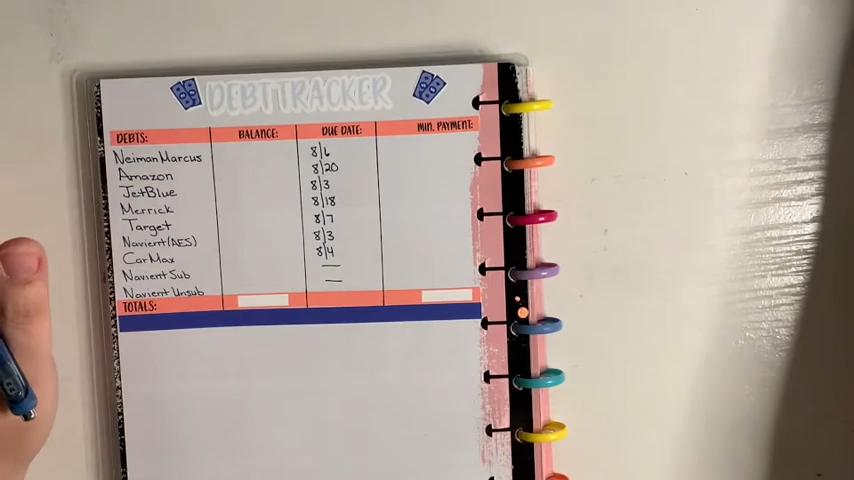 DEBT TRACKER
DEBTS: BALANCE: DUE DATE: MIN. PAYMENT:
Neiman Marcus 8/6
Amazon 8/20
JetBlue 8/3
Merrick 8/18
Target 8/7
Navient (AES) 8/3
CarMax 8/4
Navient Sub —
Navient Unsub —
TOTALS: